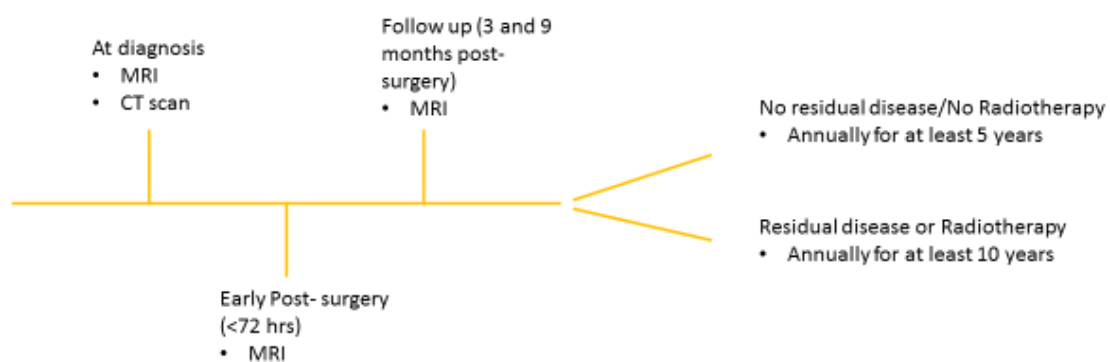 At diagnosis
• MRI
• CT scan
Follow up (3 and 9
months post-
surgery)
• MRI
Early Post- surgery
(<72 hrs)
• MRI
No residual disease/No Radiotherapy
• Annually for at least 5 years
Residual disease or Radiotherapy
• Annually for at least 10 years